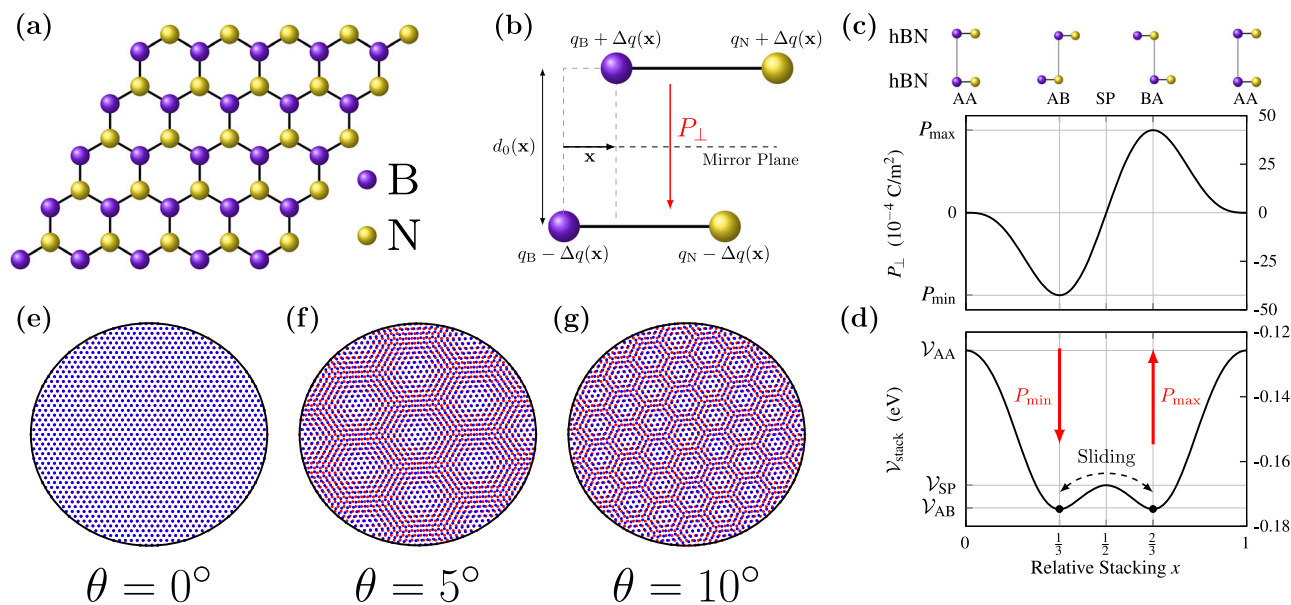 (a)
B
N
(b)
q_B + Δq(x)
q_N + Δq(x)
d_0(x)
x
P_⊥
Mirror Plane
q_B − Δq(x)
q_N − Δq(x)
(c)
hBN
hBN
AA
AB
SP
BA
AA
P_max
0
P_min
P_⊥ (10⁻⁴ C/m²)
50
25
0
-25
-50
(e)
θ = 0°
(f)
θ = 5°
(g)
θ = 10°
(d)
𝒱_AA
𝒱_SP
𝒱_AB
𝒱_stack (eV)
P_min
P_max
Sliding
-0.12
-0.14
-0.16
-0.18
0
1/3
1/2
2/3
1
Relative Stacking x